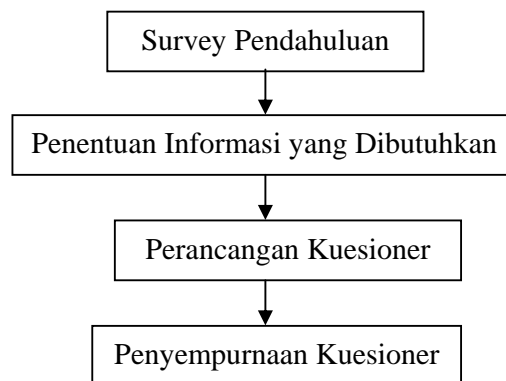 Survey Pendahuluan
Penentuan Informasi yang Dibutuhkan
Perancangan Kuesioner
Penyempurnaan Kuesioner